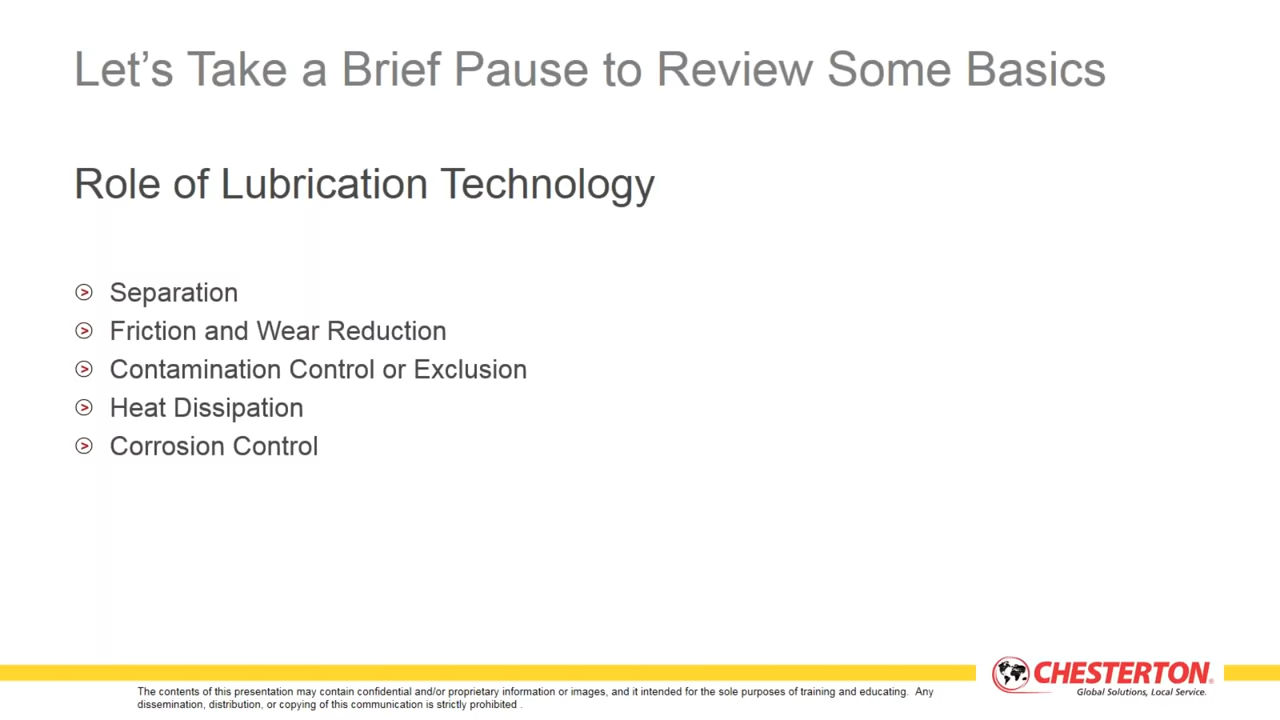 Let’s Take a Brief Pause to Review Some Basics
Role of Lubrication Technology
Separation
Friction and Wear Reduction
Contamination Control or Exclusion
Heat Dissipation
Corrosion Control
CHESTERTON®
Global Solutions, Local Service.
The contents of this presentation may contain confidential and/or proprietary information or images, and it intended for the sole purposes of training and educating. Any
dissemination, distribution, or copying of this communication is strictly prohibited .